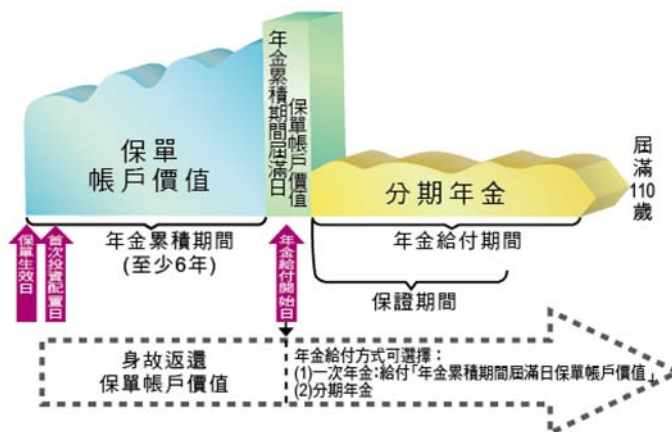 保單
帳戶價值
年金累積期間屆滿日
保單帳戶價值
分期年金
屆滿110歲
保單生效日
首次投資配置日
年金累積期間
(至少6年)
年金給付開始日
年金給付期間
保證期間
身故返還
保單帳戶價值
年金給付方式可選擇：
(1)一次年金:給付「年金累積期間屆滿日保單帳戶價值」
(2)分期年金